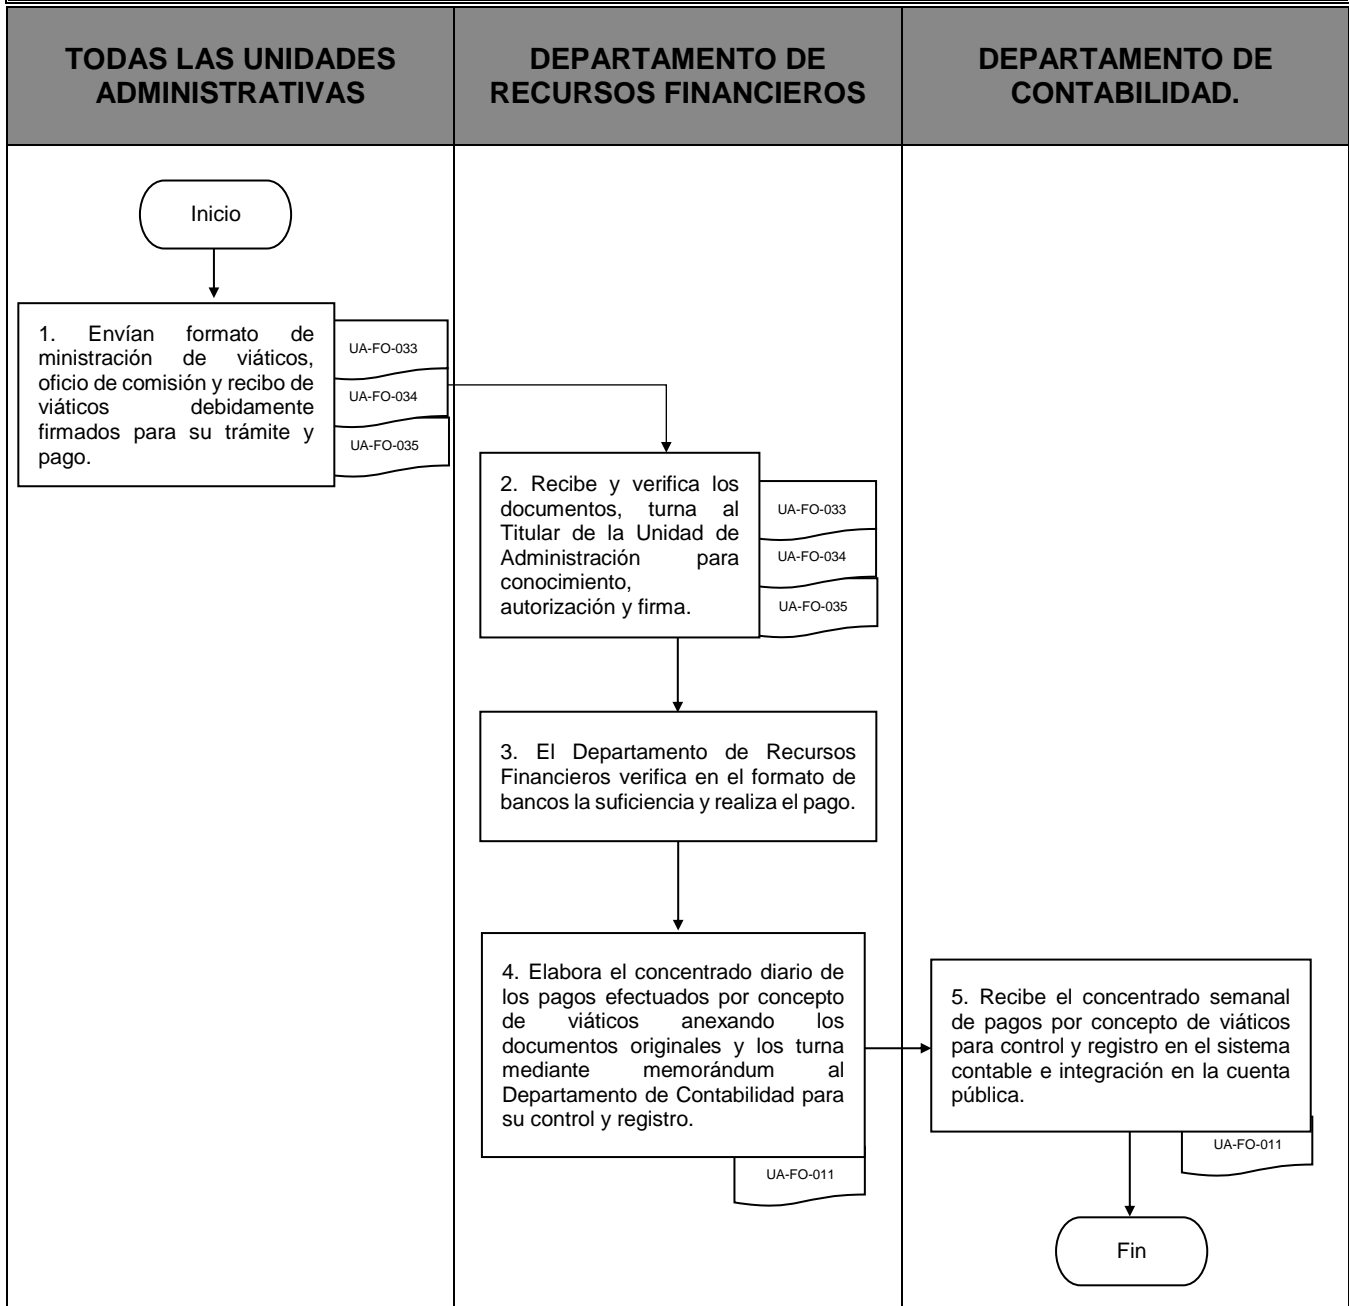 TODAS LAS UNIDADES
ADMINISTRATIVAS
DEPARTAMENTO DE
RECURSOS FINANCIEROS
DEPARTAMENTO DE
CONTABILIDAD.
Inicio
1. Envían formato de
ministración de viáticos,
oficio de comisión y recibo de
viáticos debidamente
firmados para su trámite y
pago.
UA-FO-033
UA-FO-034
UA-FO-035
2. Recibe y verifica los
documentos, turna al
Titular de la Unidad de
Administración para
conocimiento,
autorización y firma.
UA-FO-033
UA-FO-034
UA-FO-035
3. El Departamento de Recursos
Financieros verifica en el formato de
bancos la suficiencia y realiza el pago.
4. Elabora el concentrado diario de
los pagos efectuados por concepto
de viáticos anexando los
documentos originales y los turna
mediante memorándum al
Departamento de Contabilidad para
su control y registro.
UA-FO-011
5. Recibe el concentrado semanal
de pagos por concepto de viáticos
para control y registro en el sistema
contable e integración en la cuenta
pública.
UA-FO-011
Fin